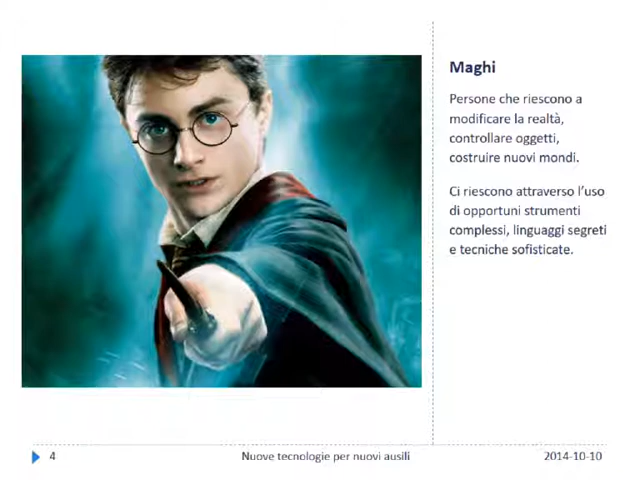 Maghi
Persone che riescono a
modificare la realtà,
controllare oggetti,
costruire nuovi mondi.
Ci riescono attraverso l'uso
di opportuni strumenti
complessi, linguaggi segreti
e tecniche sofisticate.
4
Nuove tecnologie per nuovi ausili
2014-10-10